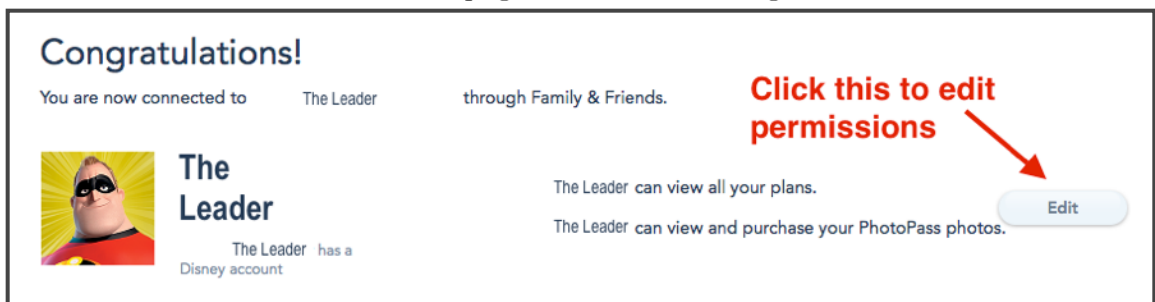 Congratulations!
You are now connected to The Leader through Family & Friends.
Click this to edit
permissions
The
Leader
The Leader has a
Disney account
The Leader can view all your plans.
The Leader can view and purchase your PhotoPass photos.
Edit